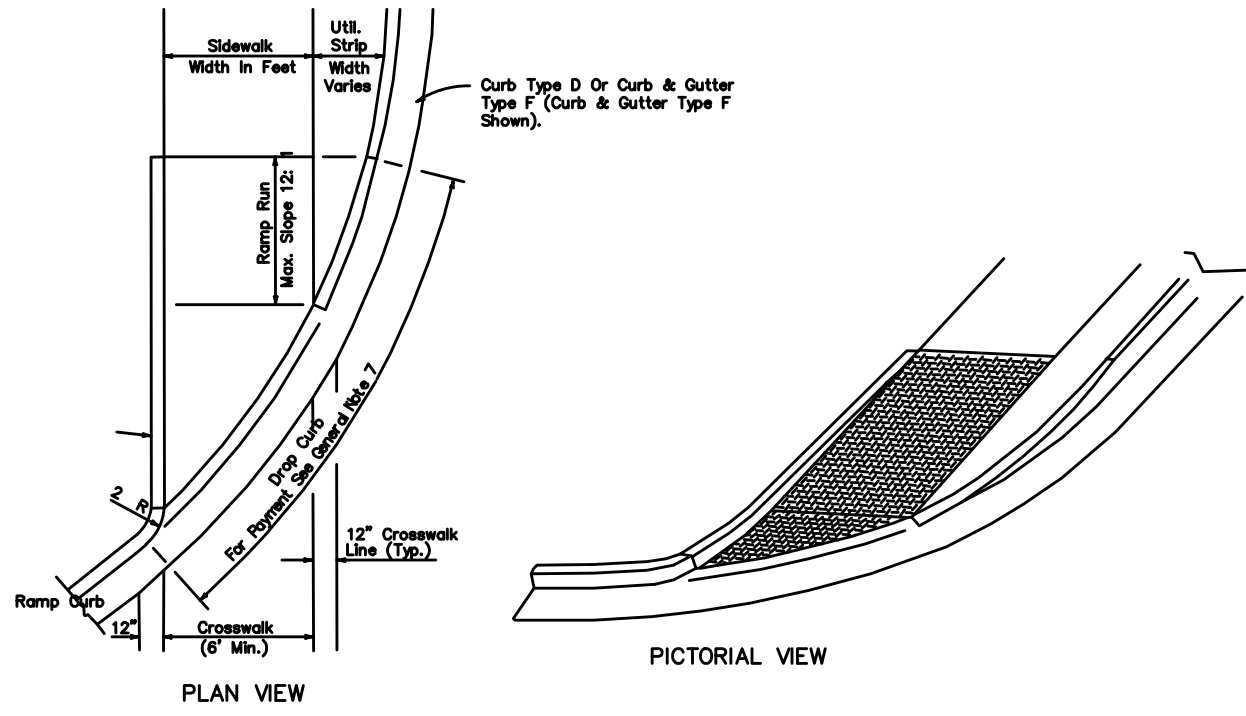 Sidewalk
Width In Feet
Util.
Strip
Width
Varies
Curb Type D Or Curb & Gutter
Type F (Curb & Gutter Type F
Shown).
Ramp Run
Max. Slope 12: 1
Drop Curb
For Payment See General Note 7
2
R
12" Crosswalk
Line (Typ.)
Ramp Curb
12"
Crosswalk
(6' Min.)
PLAN VIEW
PICTORIAL VIEW